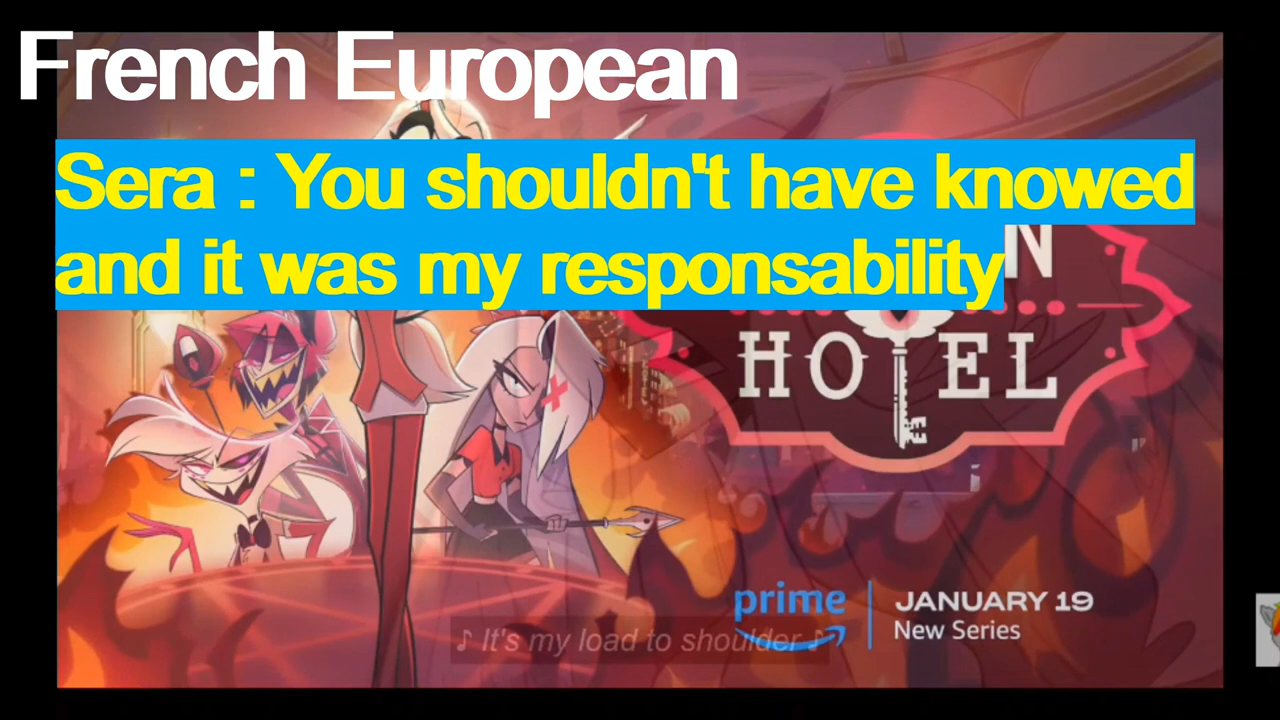 French European
Sera : You shouldn't have knowed
and it was my responsability
N
HOTEL
prime
JANUARY 19
New Series
♪ It's my load to shoulder ♪